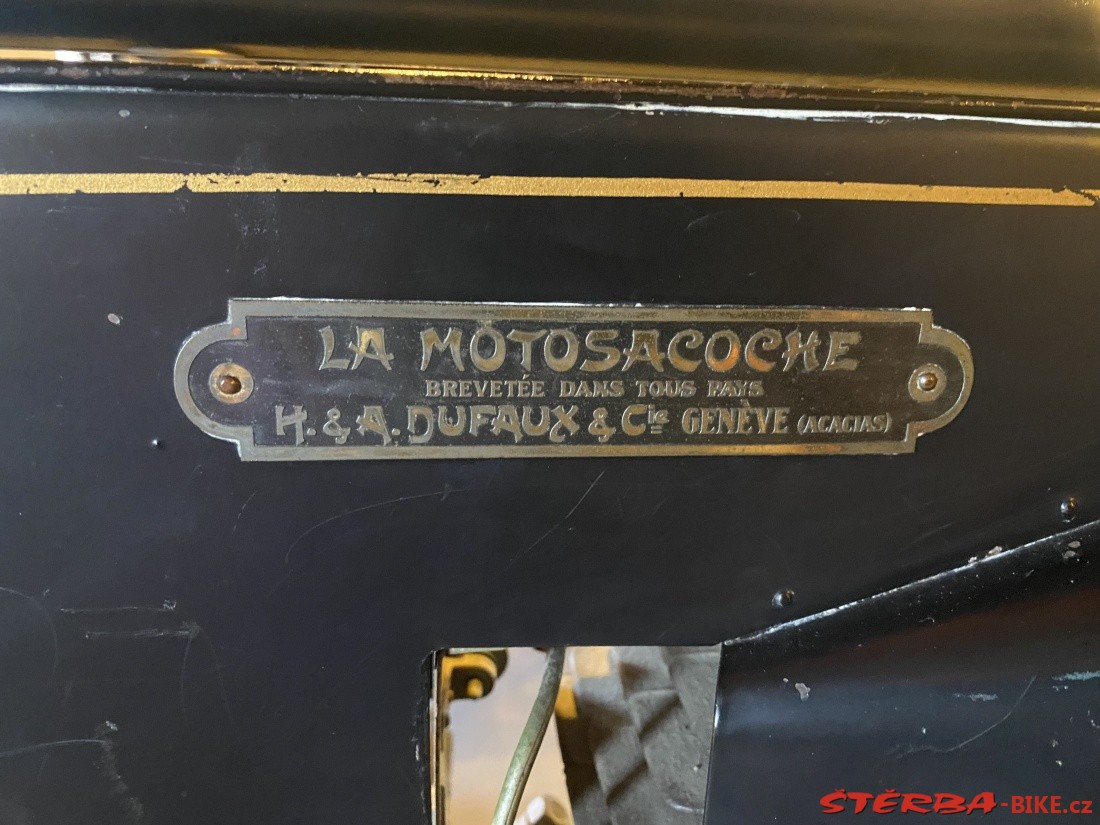 LA MOTOSACOCHE
BREVETÉE DANS TOUS PAYS
H. & A. DUFAUX & Cie GENÈVE (ACACIAS)
ŠTĚRBA-BIKE.cz